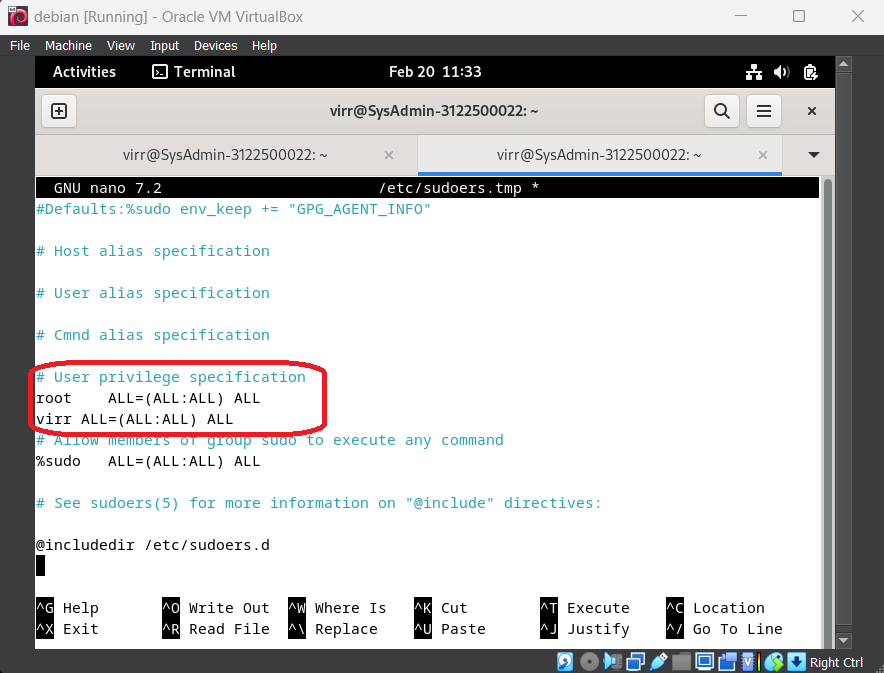 debian [Running] - Oracle VM VirtualBox
File Machine View Input Devices Help
Activities Terminal Feb 20 11:33
virr@SysAdmin-3122500022: ~
virr@SysAdmin-3122500022: ~ virr@SysAdmin-3122500022: ~
GNU nano 7.2 /etc/sudoers.tmp *
#Defaults:%sudo env_keep += "GPG_AGENT_INFO"
# Host alias specification
# User alias specification
# Cmnd alias specification
# User privilege specification
root ALL=(ALL:ALL) ALL
virr ALL=(ALL:ALL) ALL
# Allow members of group sudo to execute any command
%sudo ALL=(ALL:ALL) ALL
# See sudoers(5) for more information on "@include" directives:
@includedir /etc/sudoers.d
^G Help ^O Write Out ^W Where Is ^K Cut ^T Execute ^C Location
^X Exit ^R Read File ^\ Replace ^U Paste ^J Justify ^/ Go To Line
Right Ctrl